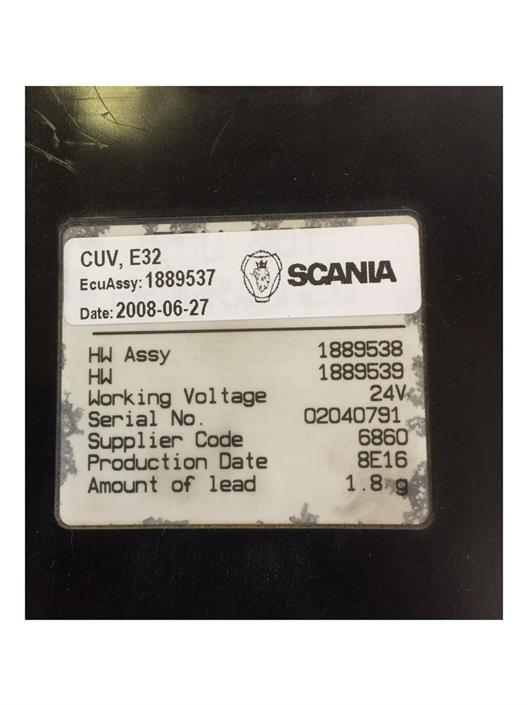 CUV, E32
EcuAssy: 1889537
Date: 2008-06-27
SCANIA
HW Assy 1889538
HW 1889539
Working Voltage 24V
Serial No. 02040791
Supplier Code 6860
Production Date 8E16
Amount of lead 1.8 g